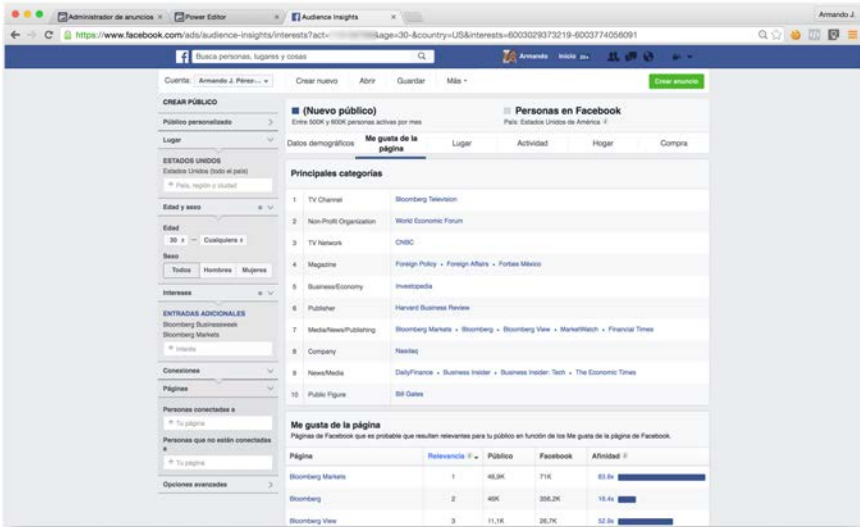 Administrador de anuncios
Power Editor
Audience Insights
Armando J.
https://www.facebook.com/ads/audience-insights/interests?act=
&age=30-&country=US&interests=6003029373219-6003774056091
Busca personas, lugares y cosas
Armando
Inicio 20+
Cuenta:
Armando J. Pérez-...
Crear nuevo
Abrir
Guardar
Más
Crear anuncio
CREAR PÚBLICO
Público personalizado
Lugar
ESTADOS UNIDOS
Estados Unidos (todo el país)
+ País, región o ciudad
Edad y sexo
Edad
30 — Cualquiera
Sexo
Todos Hombres Mujeres
Intereses
ENTRADAS ADICIONALES
Bloomberg Businessweek
Bloomberg Markets
+ Interés
Conexiones
Páginas
Personas conectadas a
+ Tu página
Personas que no están conectadas
a
+ Tu página
Opciones avanzadas
(Nuevo público)
Entre 500K y 600K personas activas por mes
Personas en Facebook
País: Estados Unidos de América
Datos demográficos
Me gusta de la
página
Lugar
Actividad
Hogar
Compra
Principales categorías
1 TV Channel Bloomberg Television
2 Non-Profit Organization World Economic Forum
3 TV Network CNBC
4 Magazine Foreign Policy • Foreign Affairs • Forbes México
5 Business/Economy Investopedia
6 Publisher Harvard Business Review
7 Media/News/Publishing Bloomberg Markets • Bloomberg • Bloomberg View • MarketWatch • Financial Times
8 Company Nasdaq
9 News/Media DailyFinance • Business Insider • Business Insider: Tech • The Economic Times
10 Public Figure Bill Gates
Me gusta de la página
Páginas de Facebook que es probable que resulten relevantes para tu público en función de los Me gusta de la página de Facebook.
Página Relevancia Público Facebook Afinidad
Bloomberg Markets 1 48,9K 71K 83.8x
Bloomberg 2 46K 356,2K 18.4x
Bloomberg View 3 11,1K 26,7K 52.8x